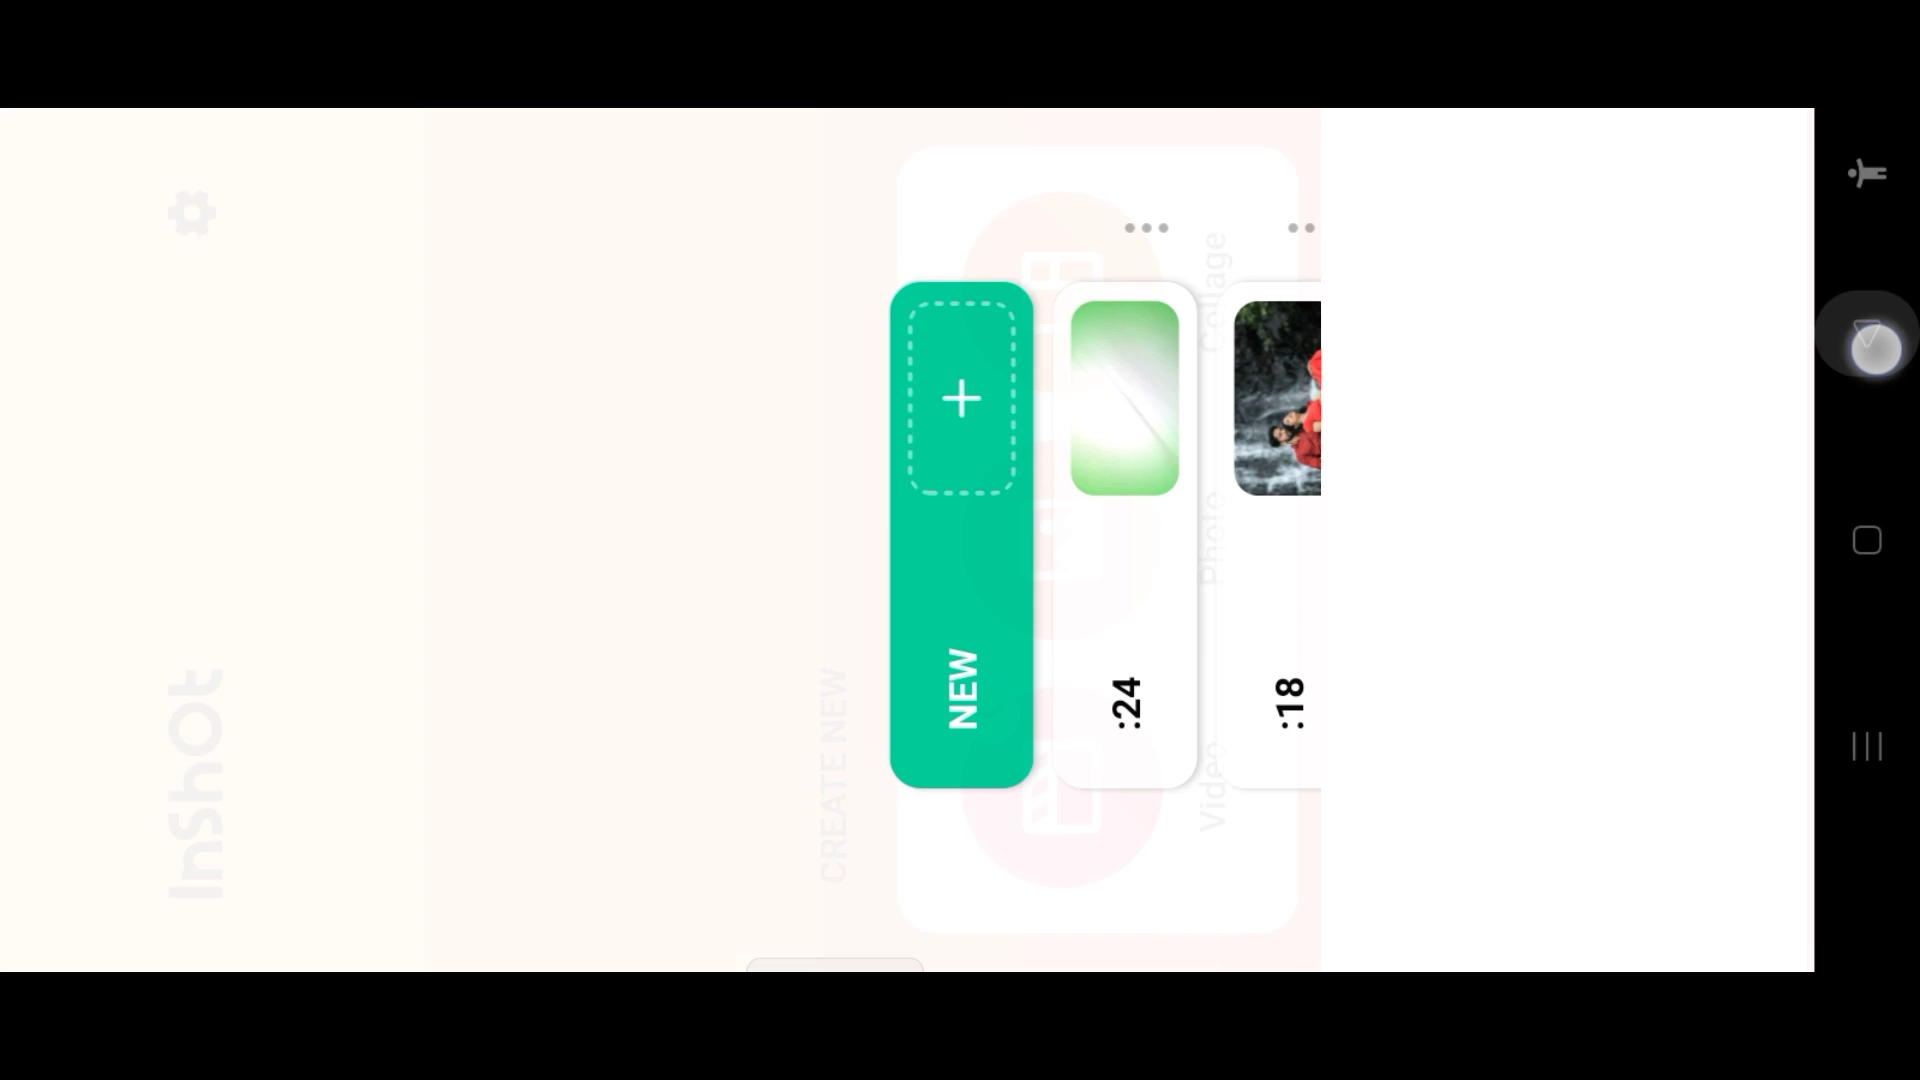 InShOt
CREATE NEW
NEW
:24
:18
Video
Photo
Collage